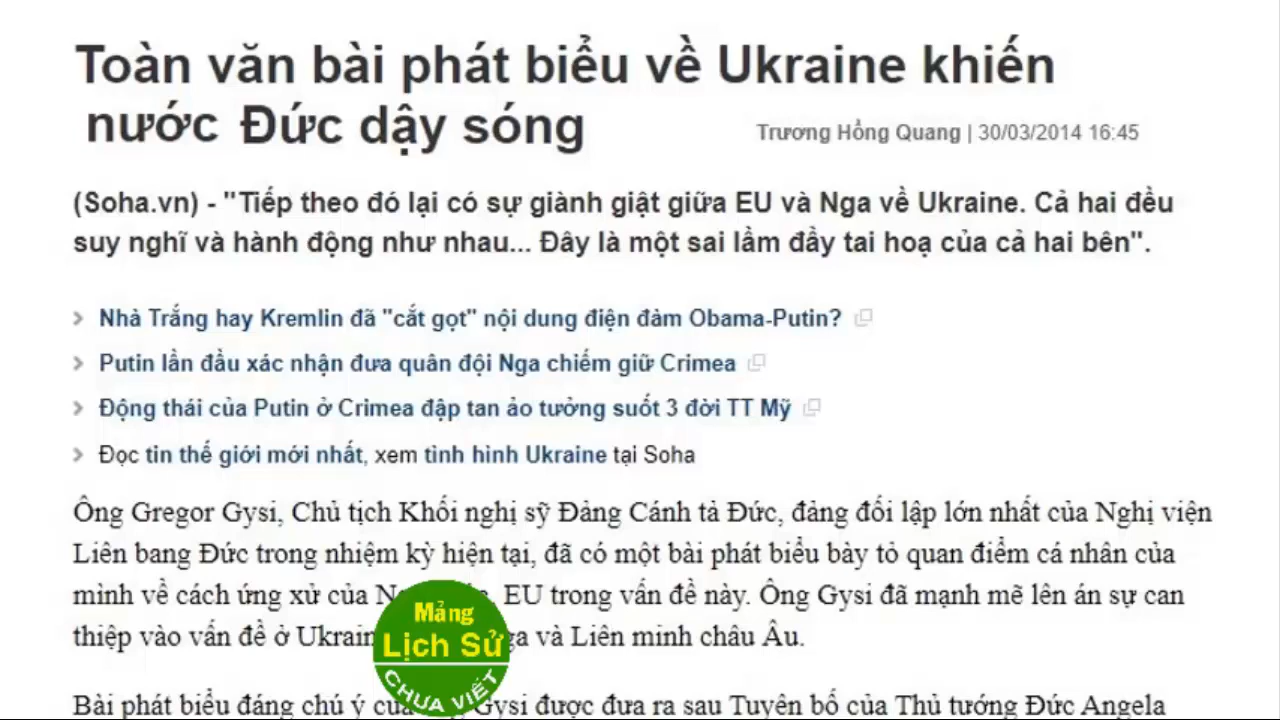 Toàn văn bài phát biểu về Ukraine khiến
nước Đức dậy sóng
Trương Hồng Quang | 30/03/2014 16:45
(Soha.vn) - "Tiếp theo đó lại có sự giành giật giữa EU và Nga về Ukraine. Cả hai đều
suy nghĩ và hành động như nhau... Đây là một sai lầm đầy tai hoạ của cả hai bên".
Nhà Trắng hay Kremlin đã "cắt gọt" nội dung điện đàm Obama-Putin?
Putin lần đầu xác nhận đưa quân đội Nga chiếm giữ Crimea
Động thái của Putin ở Crimea đập tan ảo tưởng suốt 3 đời TT Mỹ
Đọc tin thế giới mới nhất, xem tình hình Ukraine tại Soha
Ông Gregor Gysi, Chủ tịch Khối nghị sỹ Đảng Cánh tả Đức, đảng đối lập lớn nhất của Nghị viện
Liên bang Đức trong nhiệm kỳ hiện tại, đã có một bài phát biểu bày tỏ quan điểm cá nhân của
mình về cách ứng xử của EU trong vấn đề này. Ông Gysi đã mạnh mẽ lên án sự can
thiệp vào vấn đề ở và Liên minh châu Âu.
Bài phát biểu đáng chú ý Gysi được đưa ra sau Tuyên bố của Thủ tướng Đức Angela
Mảng
Lịch Sử
CHƯA VIẾT